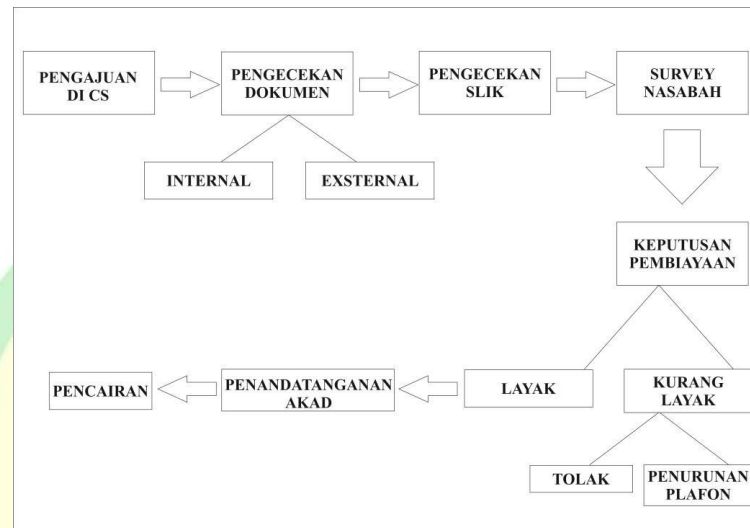 PENGAJUAN
DI CS
PENGECEKAN
DOKUMEN
PENGECEKAN
SLIK
SURVEY
NASABAH
INTERNAL
EXSTERNAL
KEPUTUSAN
PEMBIAYAAN
PENCAIRAN
PENANDATANGANAN
AKAD
LAYAK
KURANG
LAYAK
TOLAK
PENURUNAN
PLAFON